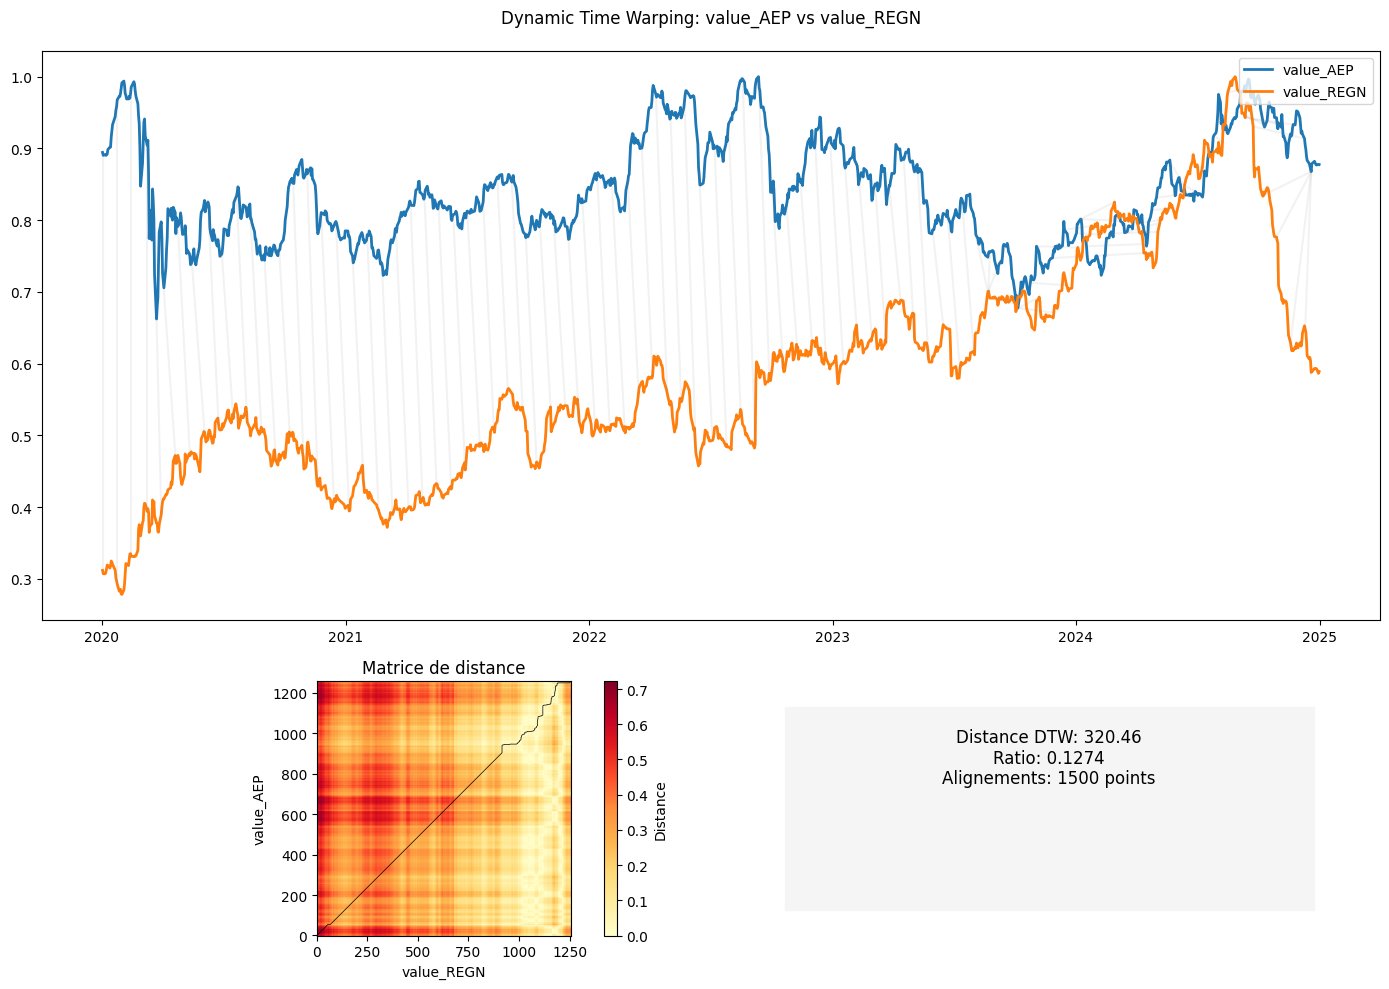 Dynamic Time Warping: value_AEP vs value_REGN
value_AEP
value_REGN
1.0
0.9
0.8
0.7
0.6
0.5
0.4
0.3
2020 2021 2022 2023 2024 2025
Matrice de distance
value_AEP
1200
1000
800
600
400
200
0
0 250 500 750 1000 1250
value_REGN
0.7
0.6
0.5
0.4
0.3
0.2
0.1
0.0
Distance
Distance DTW: 320.46
Ratio: 0.1274
Alignements: 1500 points